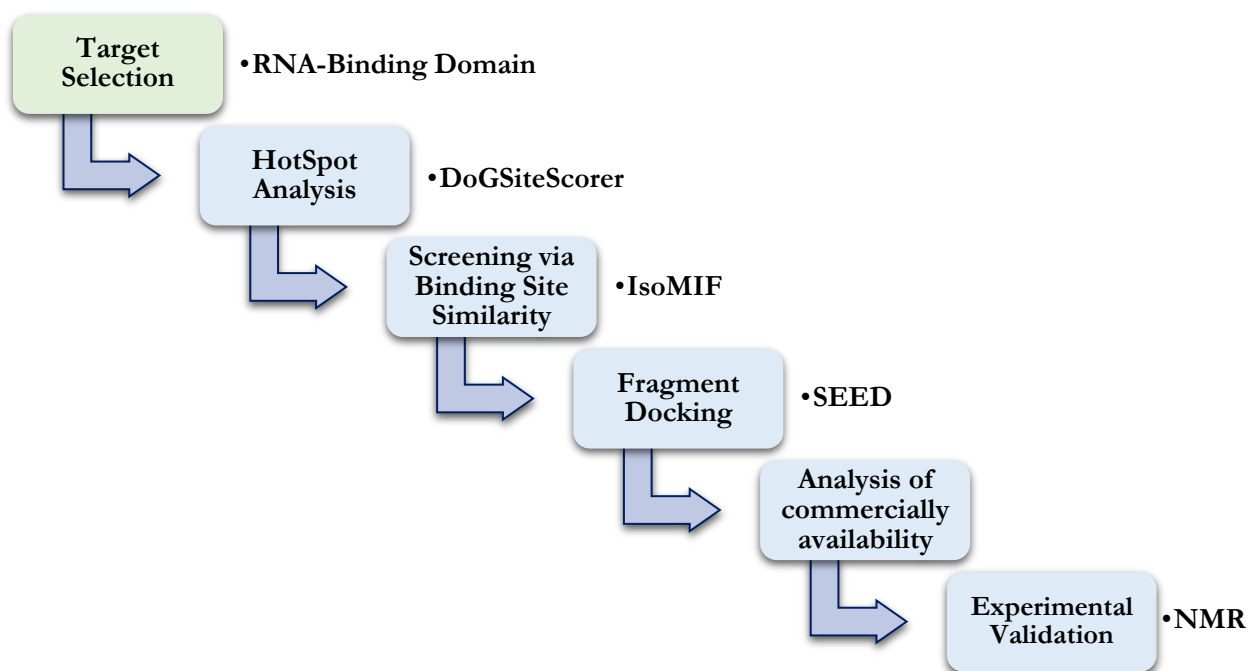 Target
Selection
•RNA-Binding Domain
HotSpot
Analysis
•DoGSiteScorer
Screening via
Binding Site
Similarity
•IsoMIF
Fragment
Docking
•SEED
Analysis of
commercially
availability
Experimental
Validation
•NMR